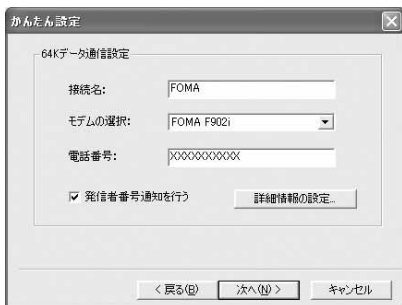 かんたん設定
64Kデータ通信設定
接続名: FOMA
モデムの選択: FOMA F902i
電話番号: XXXXXXXXXX
発信者番号通知を行う 詳細情報の設定...
< 戻る(B) 次へ(N) > キャンセル